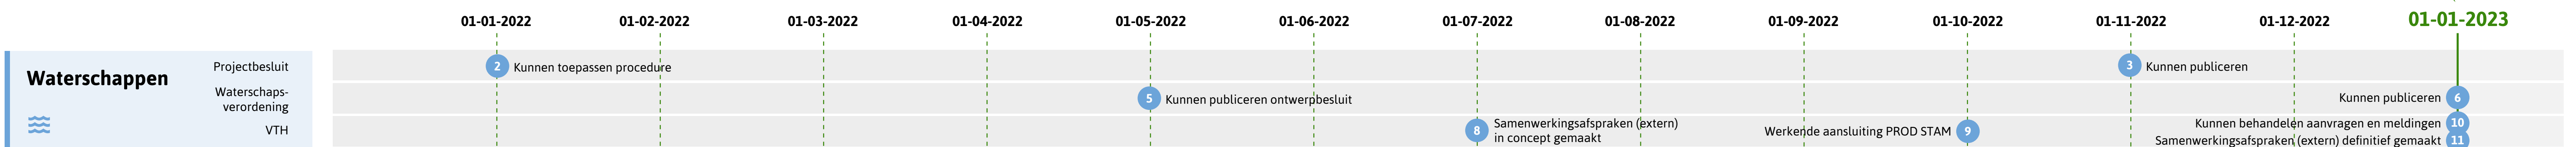 01-01-2022 01-02-2022 01-03-2022 01-04-2022 01-05-2022 01-06-2022 01-07-2022 01-08-2022 01-09-2022 01-10-2022 01-11-2022 01-12-2022 01-01-2023
Waterschappen
Projectbesluit
2 Kunnen toepassen procedure
3 Kunnen publiceren
Waterschaps-
verordening
5 Kunnen publiceren ontwerpbesluit
Kunnen publiceren 6
VTH
8 Samenwerkingsafspraken (extern)
in concept gemaakt
Werkende aansluiting PROD STAM 9
Kunnen behandelen aanvragen en meldingen 10
Samenwerkingsafspraken (extern) definitief gemaakt 11